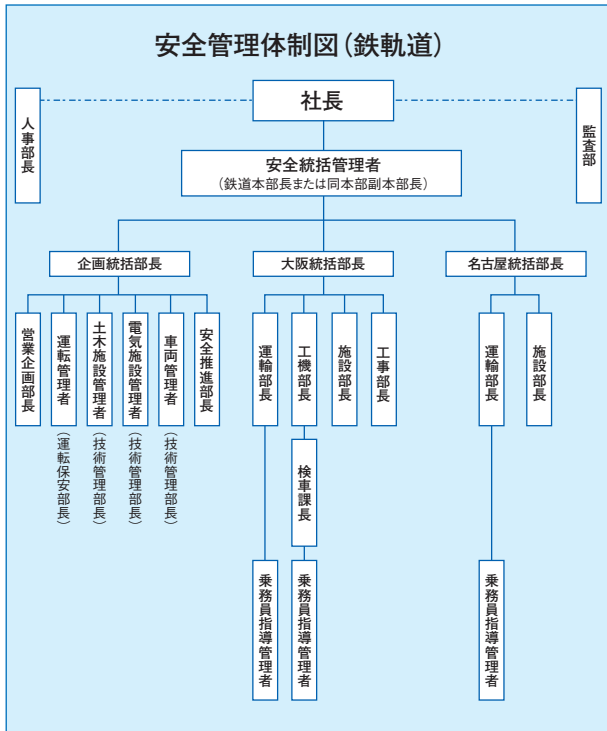 安全管理体制図(鉄軌道)
社長
人事部長
監査部
安全統括管理者
(鉄道本部長または同本部副本部長)
企画統括部長
大阪統括部長
名古屋統括部長
営業企画部長
運転管理者
(運転保安部長)
土木施設管理者
(技術管理部長)
電気施設管理者
(技術管理部長)
車両管理者
(技術管理部長)
安全推進部長
運輸部長
工機部長
施設部長
工事部長
運輸部長
施設部長
検車課長
乗務員指導管理者
乗務員指導管理者
乗務員指導管理者